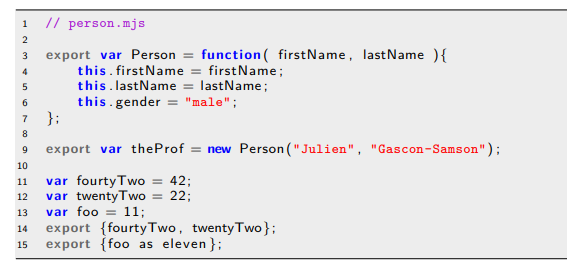 1 // person.mjs
2
3 export var Person = function( firstName, lastName ){
4     this.firstName = firstName;
5     this.lastName = lastName;
6     this.gender = "male";
7 };
8
9 export var theProf = new Person("Julien", "Gascon-Samson");
10
11 var fourtyTwo = 42;
12 var twentyTwo = 22;
13 var foo = 11;
14 export {fourtyTwo, twentyTwo};
15 export {foo as eleven};